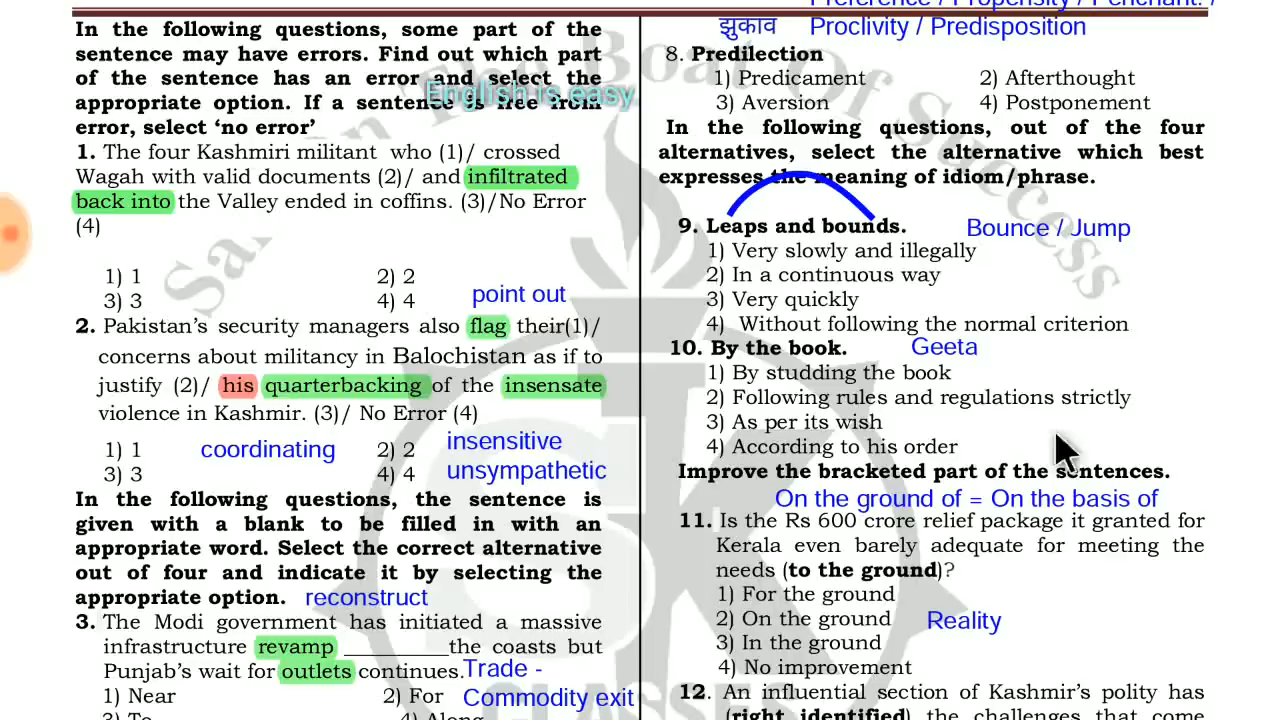 In the following questions, some part of the
sentence may have errors. Find out which part
of the sentence has an error and select the
appropriate option. If a sentence is free from
error, select ‘no error’
English is easy
1. The four Kashmiri militant who (1)/ crossed
Wagah with valid documents (2)/ and infiltrated
back into the Valley ended in coffins. (3)/No Error
(4)
1) 1 2) 2
3) 3 4) 4
point out
2. Pakistan’s security managers also flag their(1)/
concerns about militancy in Balochistan as if to
justify (2)/ his quarterbacking of the insensate
violence in Kashmir. (3)/ No Error (4)
1) 1 coordinating 2) 2 insensitive
3) 3 4) 4 unsympathetic
In the following questions, the sentence is
given with a blank to be filled in with an
appropriate word. Select the correct alternative
out of four and indicate it by selecting the
appropriate option. reconstruct
3. The Modi government has initiated a massive
infrastructure revamp _________the coasts but
Punjab’s wait for outlets continues. Trade -
1) Near 2) For Commodity exit
3) To 4) Along
Preference / Propensity / Penchant. /
झुकाव Proclivity / Predisposition
8. Predilection
1) Predicament 2) Afterthought
3) Aversion 4) Postponement
In the following questions, out of the four
alternatives, select the alternative which best
expresses the meaning of idiom/phrase.
9. Leaps and bounds. Bounce / Jump
1) Very slowly and illegally
2) In a continuous way
3) Very quickly
4) Without following the normal criterion
10. By the book. Geeta
1) By studding the book
2) Following rules and regulations strictly
3) As per its wish
4) According to his order
Improve the bracketed part of the sentences.
On the ground of = On the basis of
11. Is the Rs 600 crore relief package it granted for
Kerala even barely adequate for meeting the
needs (to the ground)?
1) For the ground
2) On the ground Reality
3) In the ground
4) No improvement
12. An influential section of Kashmir’s polity has
(right identified) the challenges that come
The Boat Of Success
CLASSES